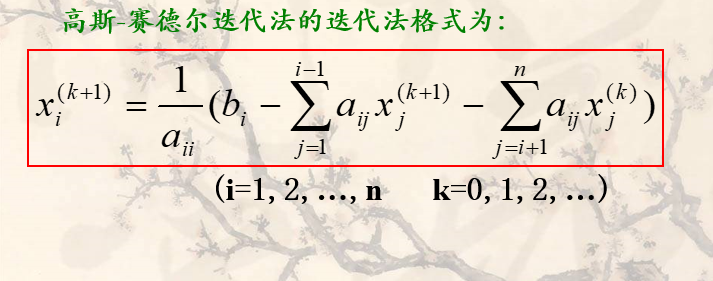 高斯-赛德尔迭代法的迭代法格式为:
x_i^{(k+1)} = \frac{1}{a_{ii}}(b_i - \sum_{j=1}^{i-1} a_{ij} x_j^{(k+1)} - \sum_{j=i+1}^{n} a_{ij} x_j^{(k)})
(i=1,2,…,n k=0,1,2,…)